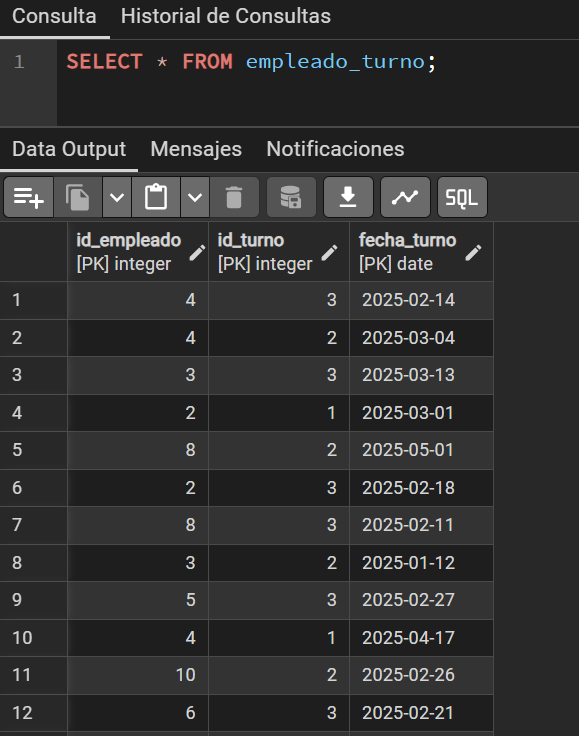 Consulta Historial de Consultas
1 SELECT * FROM empleado_turno;
Data Output Mensajes Notificaciones
SQL
id_empleado id_turno fecha_turno
[PK] integer [PK] integer [PK] date
1 4 3 2025-02-14
2 4 2 2025-03-04
3 3 3 2025-03-13
4 2 1 2025-03-01
5 8 2 2025-05-01
6 2 3 2025-02-18
7 8 3 2025-02-11
8 3 2 2025-01-12
9 5 3 2025-02-27
10 4 1 2025-04-17
11 10 2 2025-02-26
12 6 3 2025-02-21